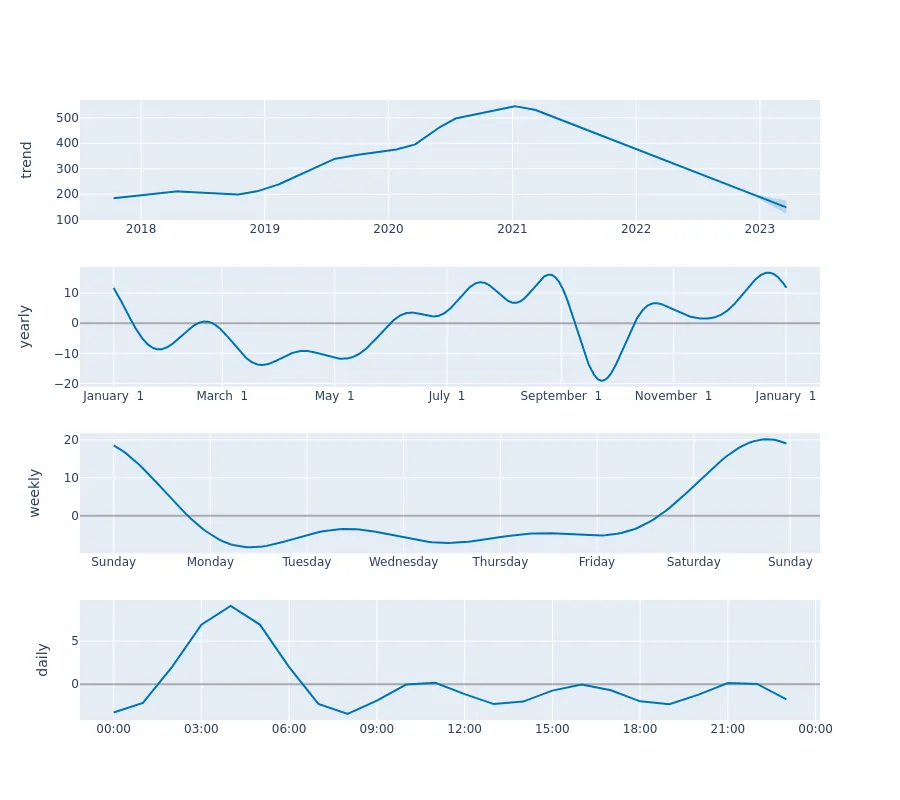 trend
500
400
300
200
100
2018 2019 2020 2021 2022 2023
yearly
10
0
−10
−20
January 1 March 1 May 1 July 1 September 1 November 1 January 1
weekly
20
10
0
Sunday Monday Tuesday Wednesday Thursday Friday Saturday Sunday
daily
5
0
00:00 03:00 06:00 09:00 12:00 15:00 18:00 21:00 00:00